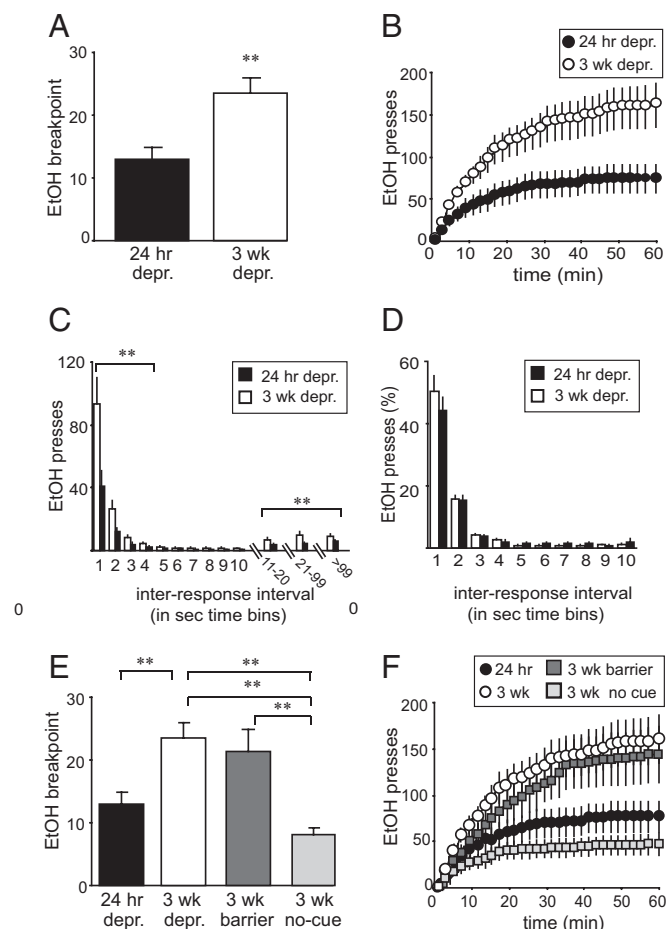 A
**
EtOH breakpoint
30
20
10
0
24 hr
depr.
3 wk
depr.
B
24 hr depr.
3 wk depr.
EtOH presses
200
150
100
50
0
0 10 20 30 40 50 60
time (min)
C
**
24 hr depr.
3 wk depr.
EtOH presses
120
80
40
0
**
1 2 3 4 5 6 7 8 9 10 11-20 21-99 >99
inter-response interval
(in sec time bins)
D
24 hr depr.
3 wk depr.
EtOH presses (%)
60
40
20
0
1 2 3 4 5 6 7 8 9 10
inter-response interval
(in sec time bins)
E
** **
**
**
EtOH breakpoint
30
20
10
0
24 hr
depr.
3 wk
depr.
3 wk
barrier
3 wk
no-cue
F
24 hr 3 wk barrier
3 wk 3 wk no cue
EtOH presses
200
150
100
50
0 10 20 30 40 50 60
time (min)